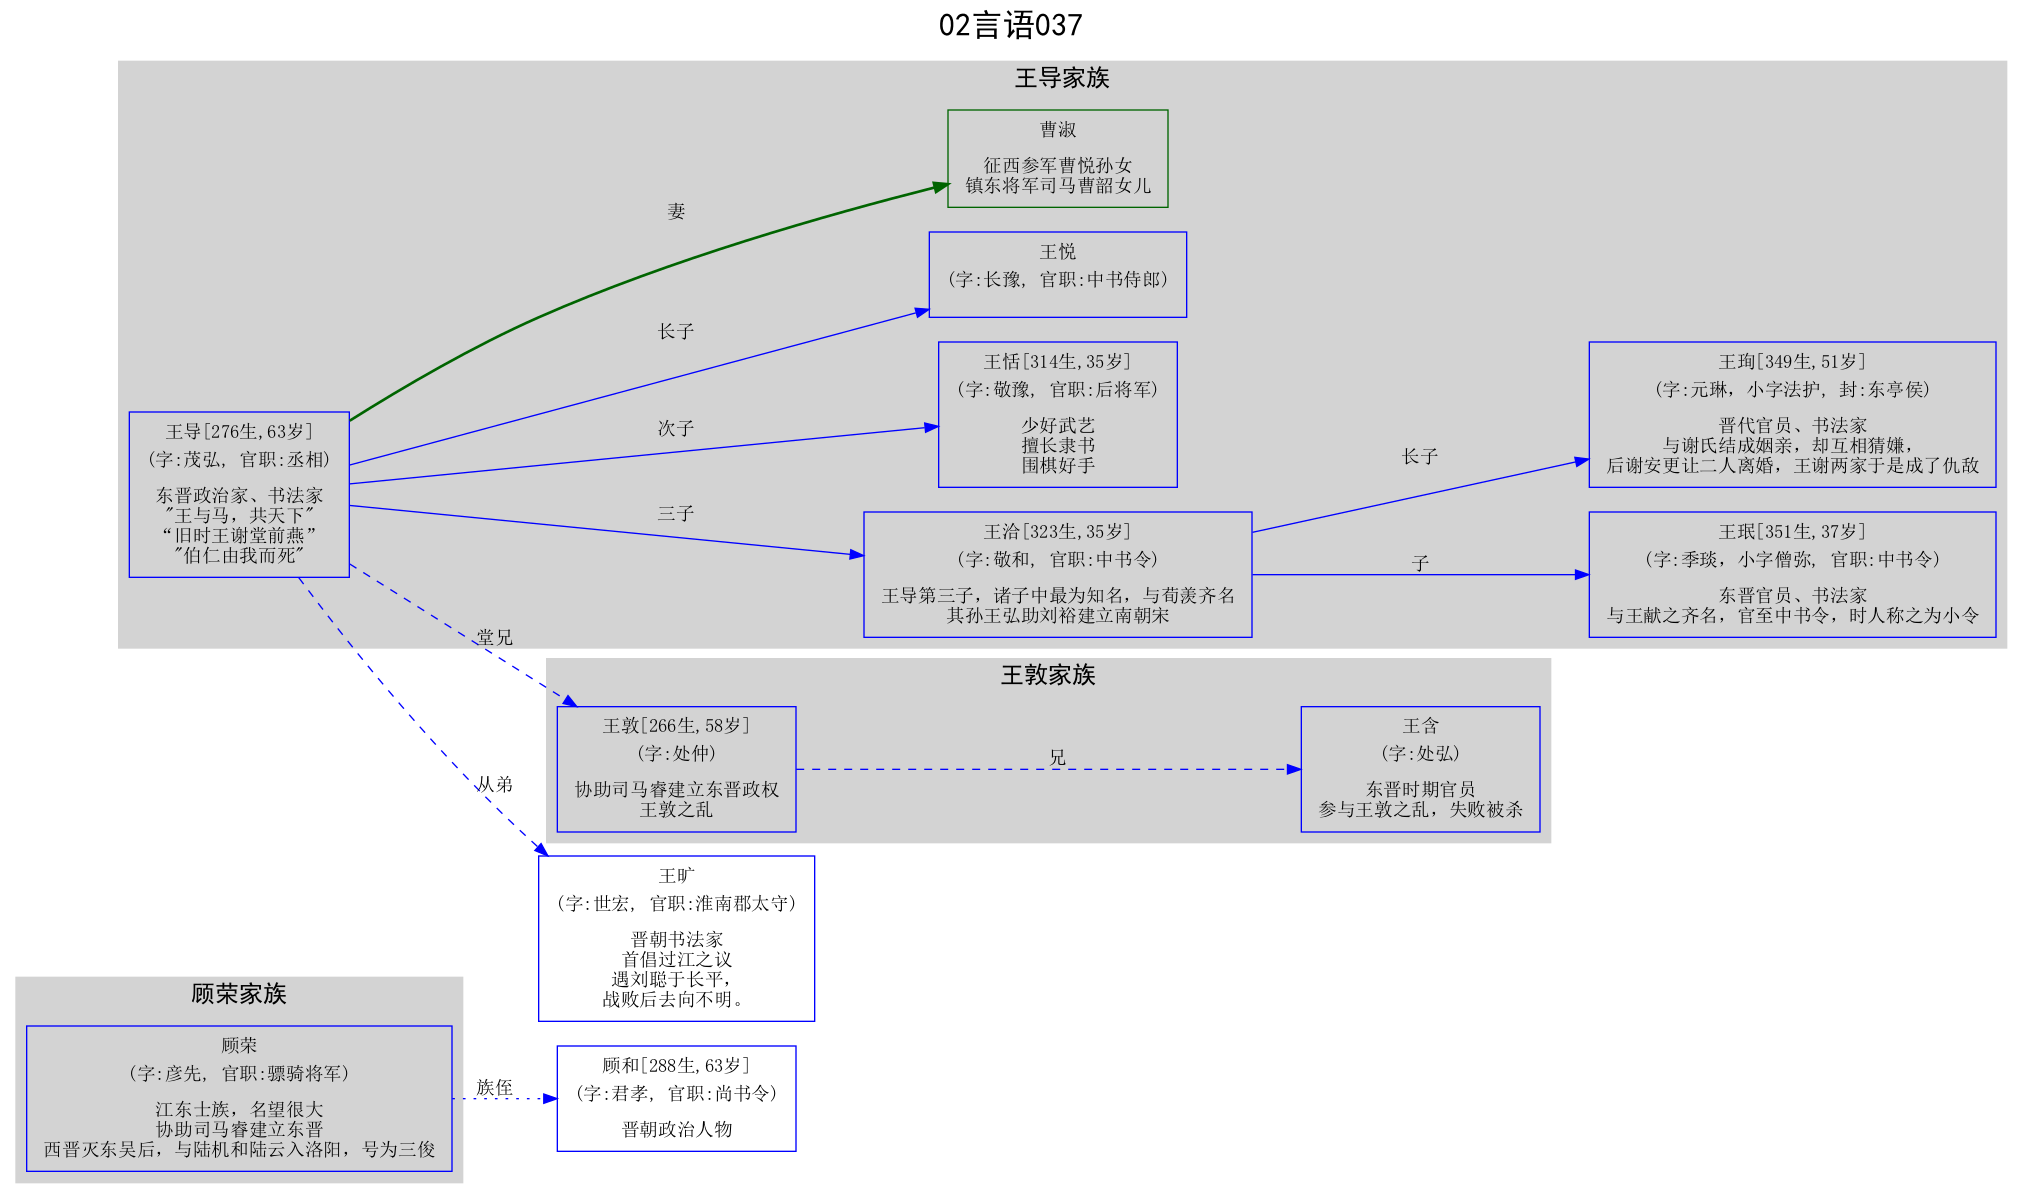 02言语037
王导家族
曹淑
征西参军曹悦孙女
镇东将军司马曹韶女儿
妻
王悦
(字:长豫, 官职:中书侍郎)
长子
王恬[314生,35岁]
(字:敬豫, 官职:后将军)
少好武艺
擅长隶书
围棋好手
次子
王导[276生,63岁]
(字:茂弘, 官职:丞相)
东晋政治家、书法家
"王与马，共天下"
“旧时王谢堂前燕”
"伯仁由我而死"
三子
王洽[323生,35岁]
(字:敬和, 官职:中书令)
王导第三子，诸子中最为知名，与荀羡齐名
其孙王弘助刘裕建立南朝宋
长子
王珣[349生,51岁]
(字:元琳，小字法护, 封:东亭侯)
晋代官员、书法家
与谢氏结成姻亲，却互相猜嫌，
后谢安更让二人离婚，王谢两家于是成了仇敌
子
王珉[351生,37岁]
(字:季琰，小字僧弥, 官职:中书令)
东晋官员、书法家
与王献之齐名，官至中书令，时人称之为小令
堂兄
王敦家族
王敦[266生,58岁]
(字:处仲)
协助司马睿建立东晋政权
王敦之乱
兄
王含
(字:处弘)
东晋时期官员
参与王敦之乱，失败被杀
从弟
王旷
(字:世宏, 官职:淮南郡太守)
晋朝书法家
首倡过江之议
遇刘聪于长平，
战败后去向不明。
顾荣家族
顾荣
(字:彦先, 官职:骠骑将军)
江东士族，名望很大
协助司马睿建立东晋
西晋灭东吴后，与陆机和陆云入洛阳，号为三俊
族侄
顾和[288生,63岁]
(字:君孝, 官职:尚书令)
晋朝政治人物